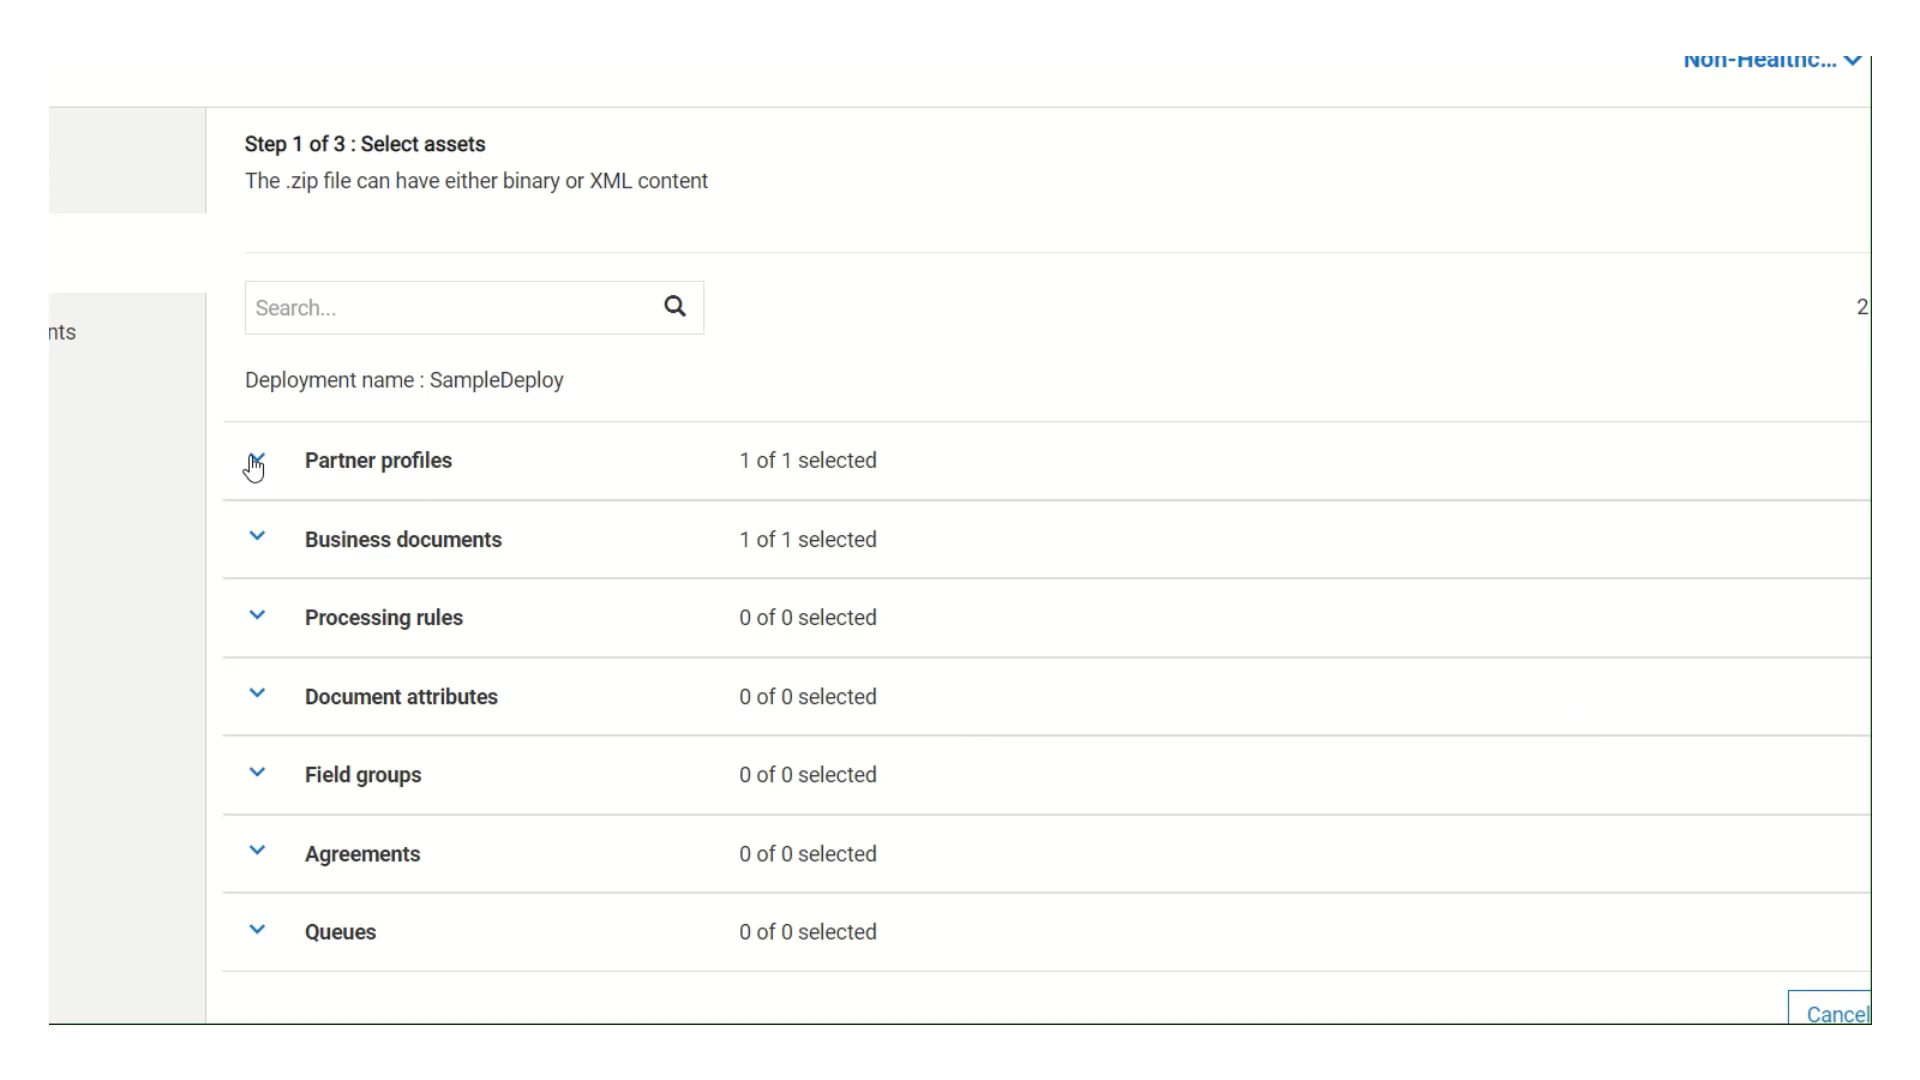 Non-Healthc...
Step 1 of 3 : Select assets
The .zip file can have either binary or XML content
Search...
2
nts
Deployment name : SampleDeploy
Partner profiles 1 of 1 selected
Business documents 1 of 1 selected
Processing rules 0 of 0 selected
Document attributes 0 of 0 selected
Field groups 0 of 0 selected
Agreements 0 of 0 selected
Queues 0 of 0 selected
Cancel